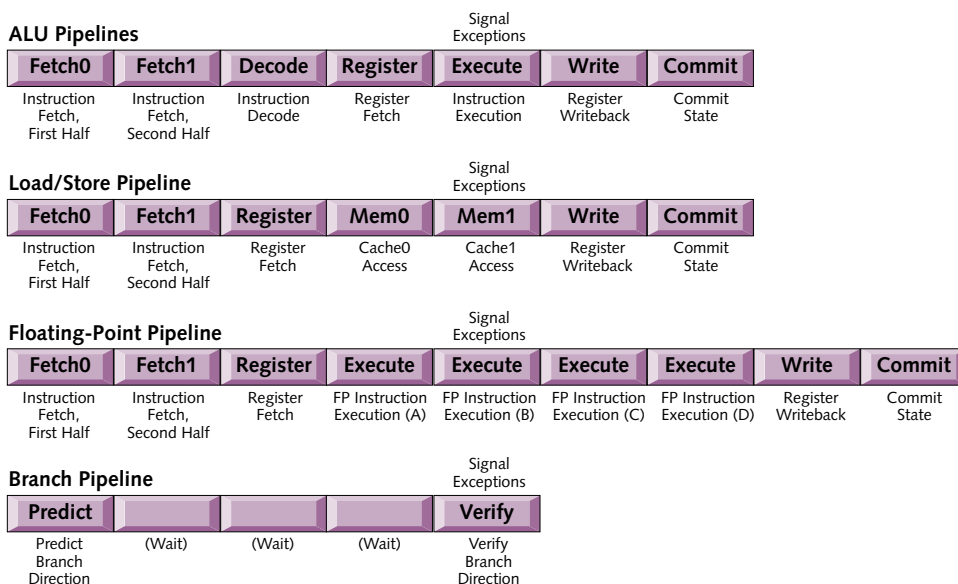 ALU Pipelines
Signal
Exceptions
Fetch0 Fetch1 Decode Register Execute Write Commit
Instruction Instruction Instruction Register Instruction Register Commit
Fetch, Fetch, Decode Fetch Execution Writeback State
First Half Second Half
Load/Store Pipeline
Signal
Exceptions
Fetch0 Fetch1 Register Mem0 Mem1 Write Commit
Instruction Instruction Register Cache0 Cache1 Register Commit
Fetch, Fetch, Fetch Access Access Writeback State
First Half Second Half
Floating-Point Pipeline
Signal
Exceptions
Fetch0 Fetch1 Register Execute Execute Execute Execute Write Commit
Instruction Instruction Register FP Instruction FP Instruction FP Instruction FP Instruction Register Commit
Fetch, Fetch, Fetch Execution (A) Execution (B) Execution (C) Execution (D) Writeback State
First Half Second Half
Branch Pipeline
Signal
Exceptions
Predict Verify
Predict (Wait) (Wait) (Wait) Verify
Branch Branch
Direction Direction